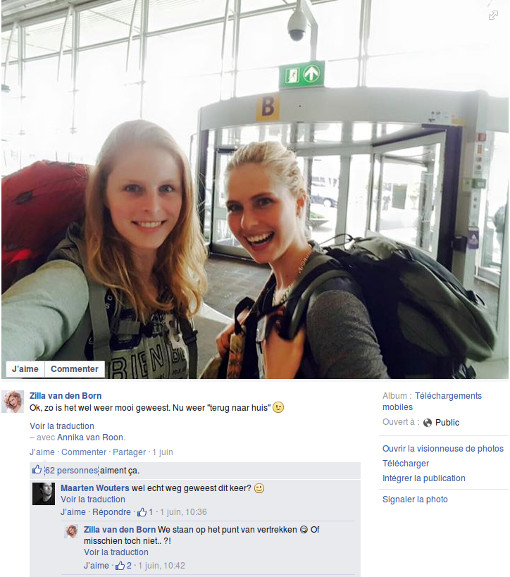 B
BIEN
J'aime Commenter
Zilla van den Born
Ok, zo is het wel weer mooi geweest. Nu weer "terug naar huis"
Voir la traduction
– avec Annika van Roon.
J'aime · Commenter · Partager · 1 juin
62 personnes aiment ça.
Maarten Wouters wel echt weg geweest dit keer?
Voir la traduction
J'aime · Répondre · 1 · 1 juin, 10:36
Zilla van den Born We staan op het punt van vertrekken Of
misschien toch niet.. ?!
Voir la traduction
J'aime · 2 · 1 juin, 10:42
Album : Téléchargements
mobiles
Ouvert à : Public
Ouvrir la visionneuse de photos
Télécharger
Intégrer la publication
Signaler la photo